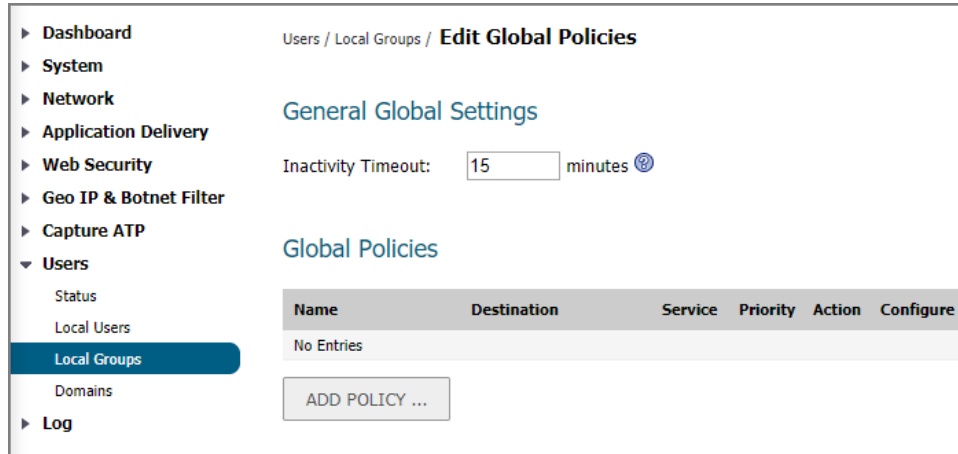 Dashboard
System
Network
Application Delivery
Web Security
Geo IP & Botnet Filter
Capture ATP
Users
Status
Local Users
Local Groups
Domains
Log
Users / Local Groups / Edit Global Policies
General Global Settings
Inactivity Timeout: 15 minutes ?
Global Policies
Name Destination Service Priority Action Configure
No Entries
ADD POLICY ...